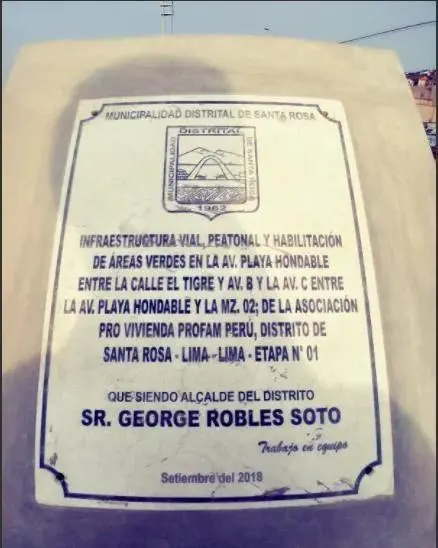 MUNICIPALIDAD DISTRITAL DE SANTA ROSA
DISTRITAL
MUNICIPALIDAD
DE SANTA ROSA
1962
INFRAESTRUCTURA VIAL, PEATONAL Y HABILITACIÓN
DE ÁREAS VERDES EN LA AV. PLAYA HONDABLE
ENTRE LA CALLE EL TIGRE Y AV. B Y LA AV. C ENTRE
LA AV. PLAYA HONDABLE Y LA MZ. 02; DE LA ASOCIACIÓN
PRO VIVIENDA PROFAM PERÚ, DISTRITO DE
SANTA ROSA - LIMA - LIMA - ETAPA N° 01
QUE SIENDO ALCALDE DEL DISTRITO
SR. GEORGE ROBLES SOTO
Trabajo en equipo
Setiembre del 2018